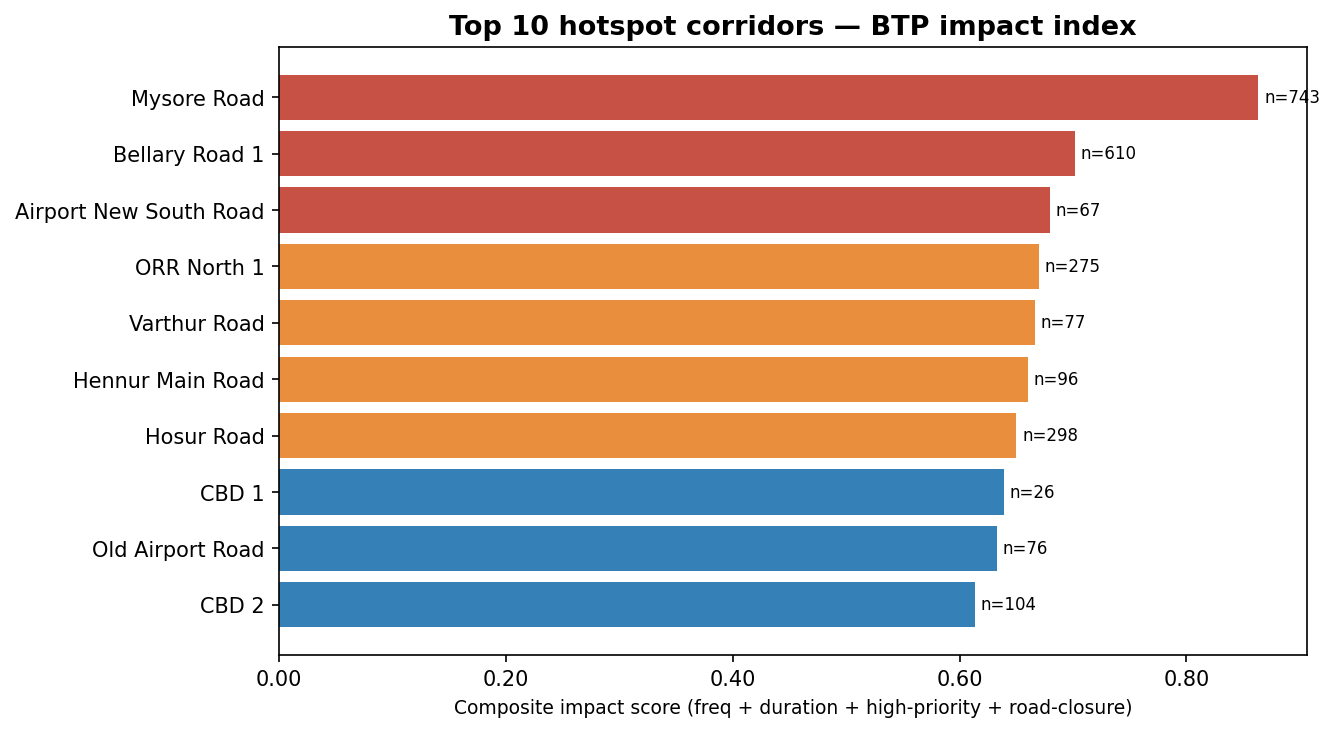 Top 10 hotspot corridors — BTP impact index
Mysore Road n=743
Bellary Road 1 n=610
Airport New South Road n=67
ORR North 1 n=275
Varthur Road n=77
Hennur Main Road n=96
Hosur Road n=298
CBD 1 n=26
Old Airport Road n=76
CBD 2 n=104
0.00 0.20 0.40 0.60 0.80
Composite impact score (freq + duration + high-priority + road-closure)